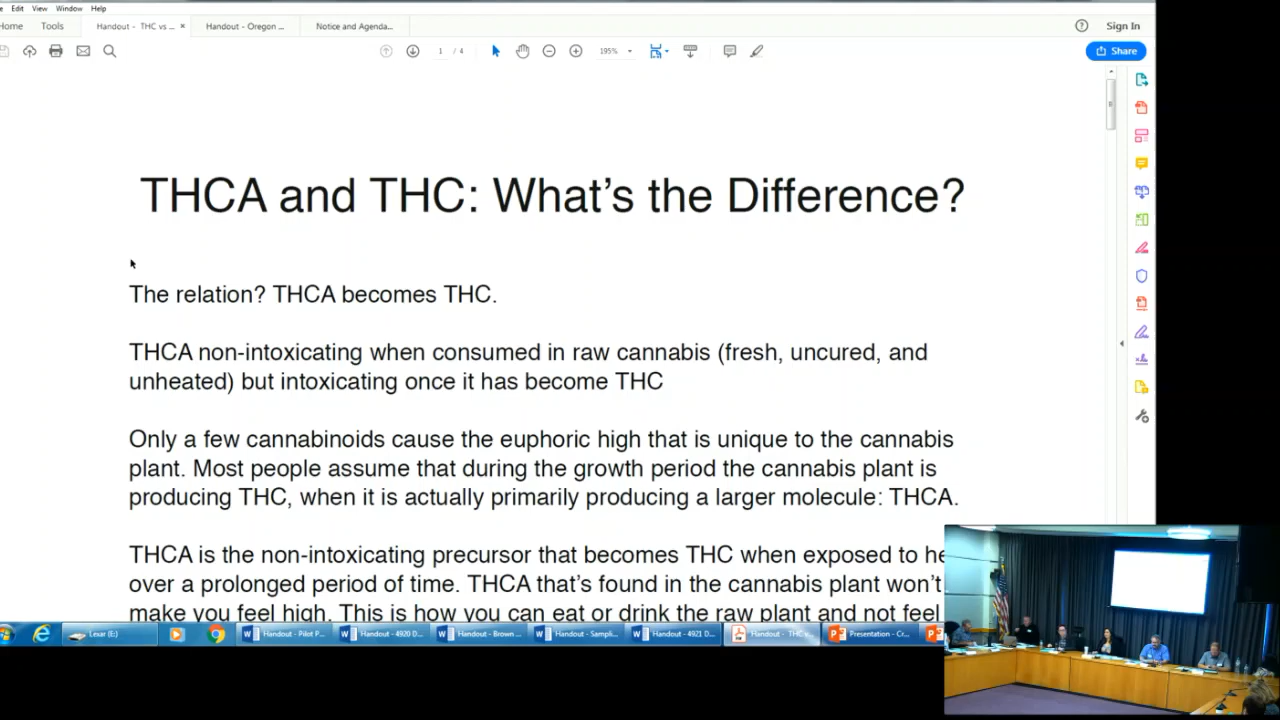 Edit View Window Help
Home Tools Handout - THC vs ... × Handout - Oregon ... Notice and Agenda... Sign In
1 / 4 195% Share
THCA and THC: What's the Difference?
The relation? THCA becomes THC.
THCA non-intoxicating when consumed in raw cannabis (fresh, uncured, and
unheated) but intoxicating once it has become THC
Only a few cannabinoids cause the euphoric high that is unique to the cannabis
plant. Most people assume that during the growth period the cannabis plant is
producing THC, when it is actually primarily producing a larger molecule: THCA.
THCA is the non-intoxicating precursor that becomes THC when exposed to he
over a prolonged period of time. THCA that's found in the cannabis plant won't
make you feel high. This is how you can eat or drink the raw plant and not feel
Lexar (E:) Handout - Pilot P... Handout - 4920 D... Handout - Brown ... Handout - Sampli... Handout - 4921 D... Handout - THC v... Presentation - Cr...